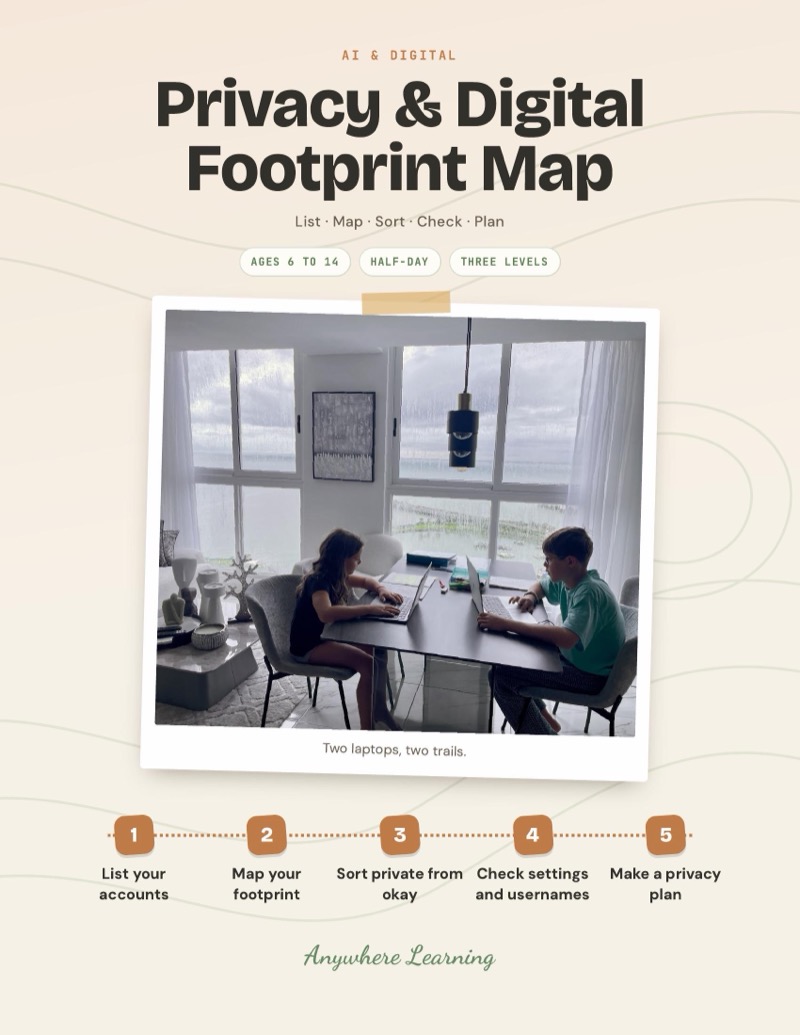 AI & DIGITAL
Privacy & Digital
Footprint Map
List · Map · Sort · Check · Plan
AGES 6 TO 14
HALF-DAY
THREE LEVELS
Two laptops, two trails.
1
2
3
4
5
List your
accounts
Map your
footprint
Sort private from
okay
Check settings
and usernames
Make a privacy
plan
Anywhere Learning